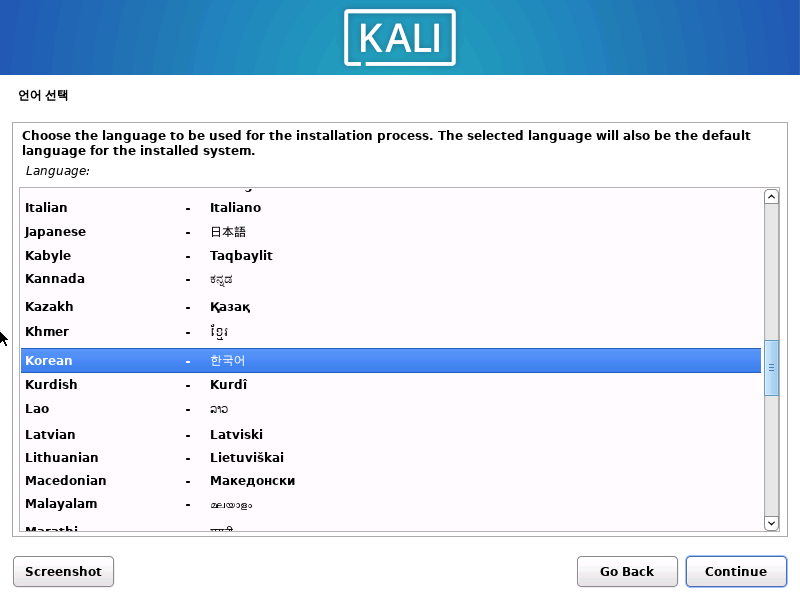 KALI
언어 선택
Choose the language to be used for the installation process. The selected language will also be the default
language for the installed system.
Language:
Italian - Italiano
Japanese - 日本語
Kabyle - Taqbaylit
Kannada - ಕನ್ನಡ
Kazakh - Қазақ
Khmer - ខ្មែរ
Korean - 한국어
Kurdish - Kurdî
Lao - ລາວ
Latvian - Latviski
Lithuanian - Lietuviškai
Macedonian - Македонски
Malayalam - മലയാളം
Marathi - मराठी
Screenshot Go Back Continue